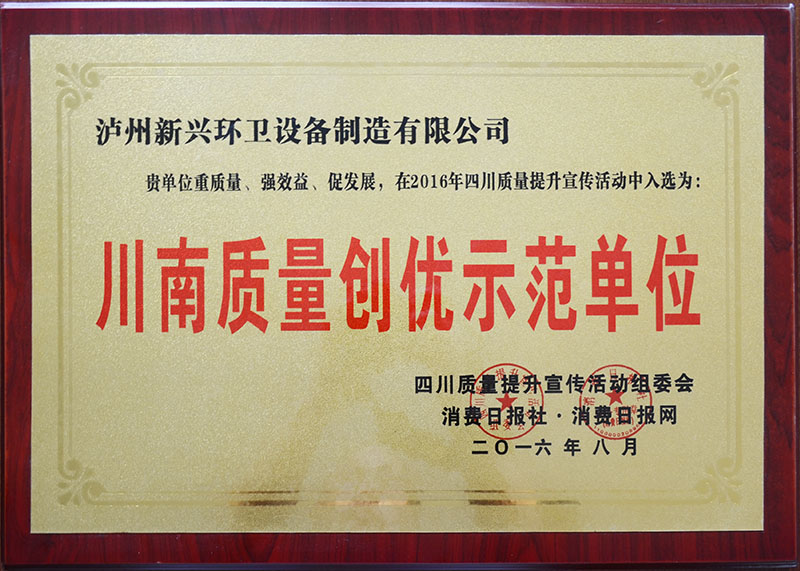 泸州新兴环卫设备制造有限公司
贵单位重质量、强效益、促发展，在2016年四川质量提升宣传活动中入选为：
川南质量创优示范单位
四川质量提升宣传活动组委会
消费日报社·消费日报网
二〇一六年八月